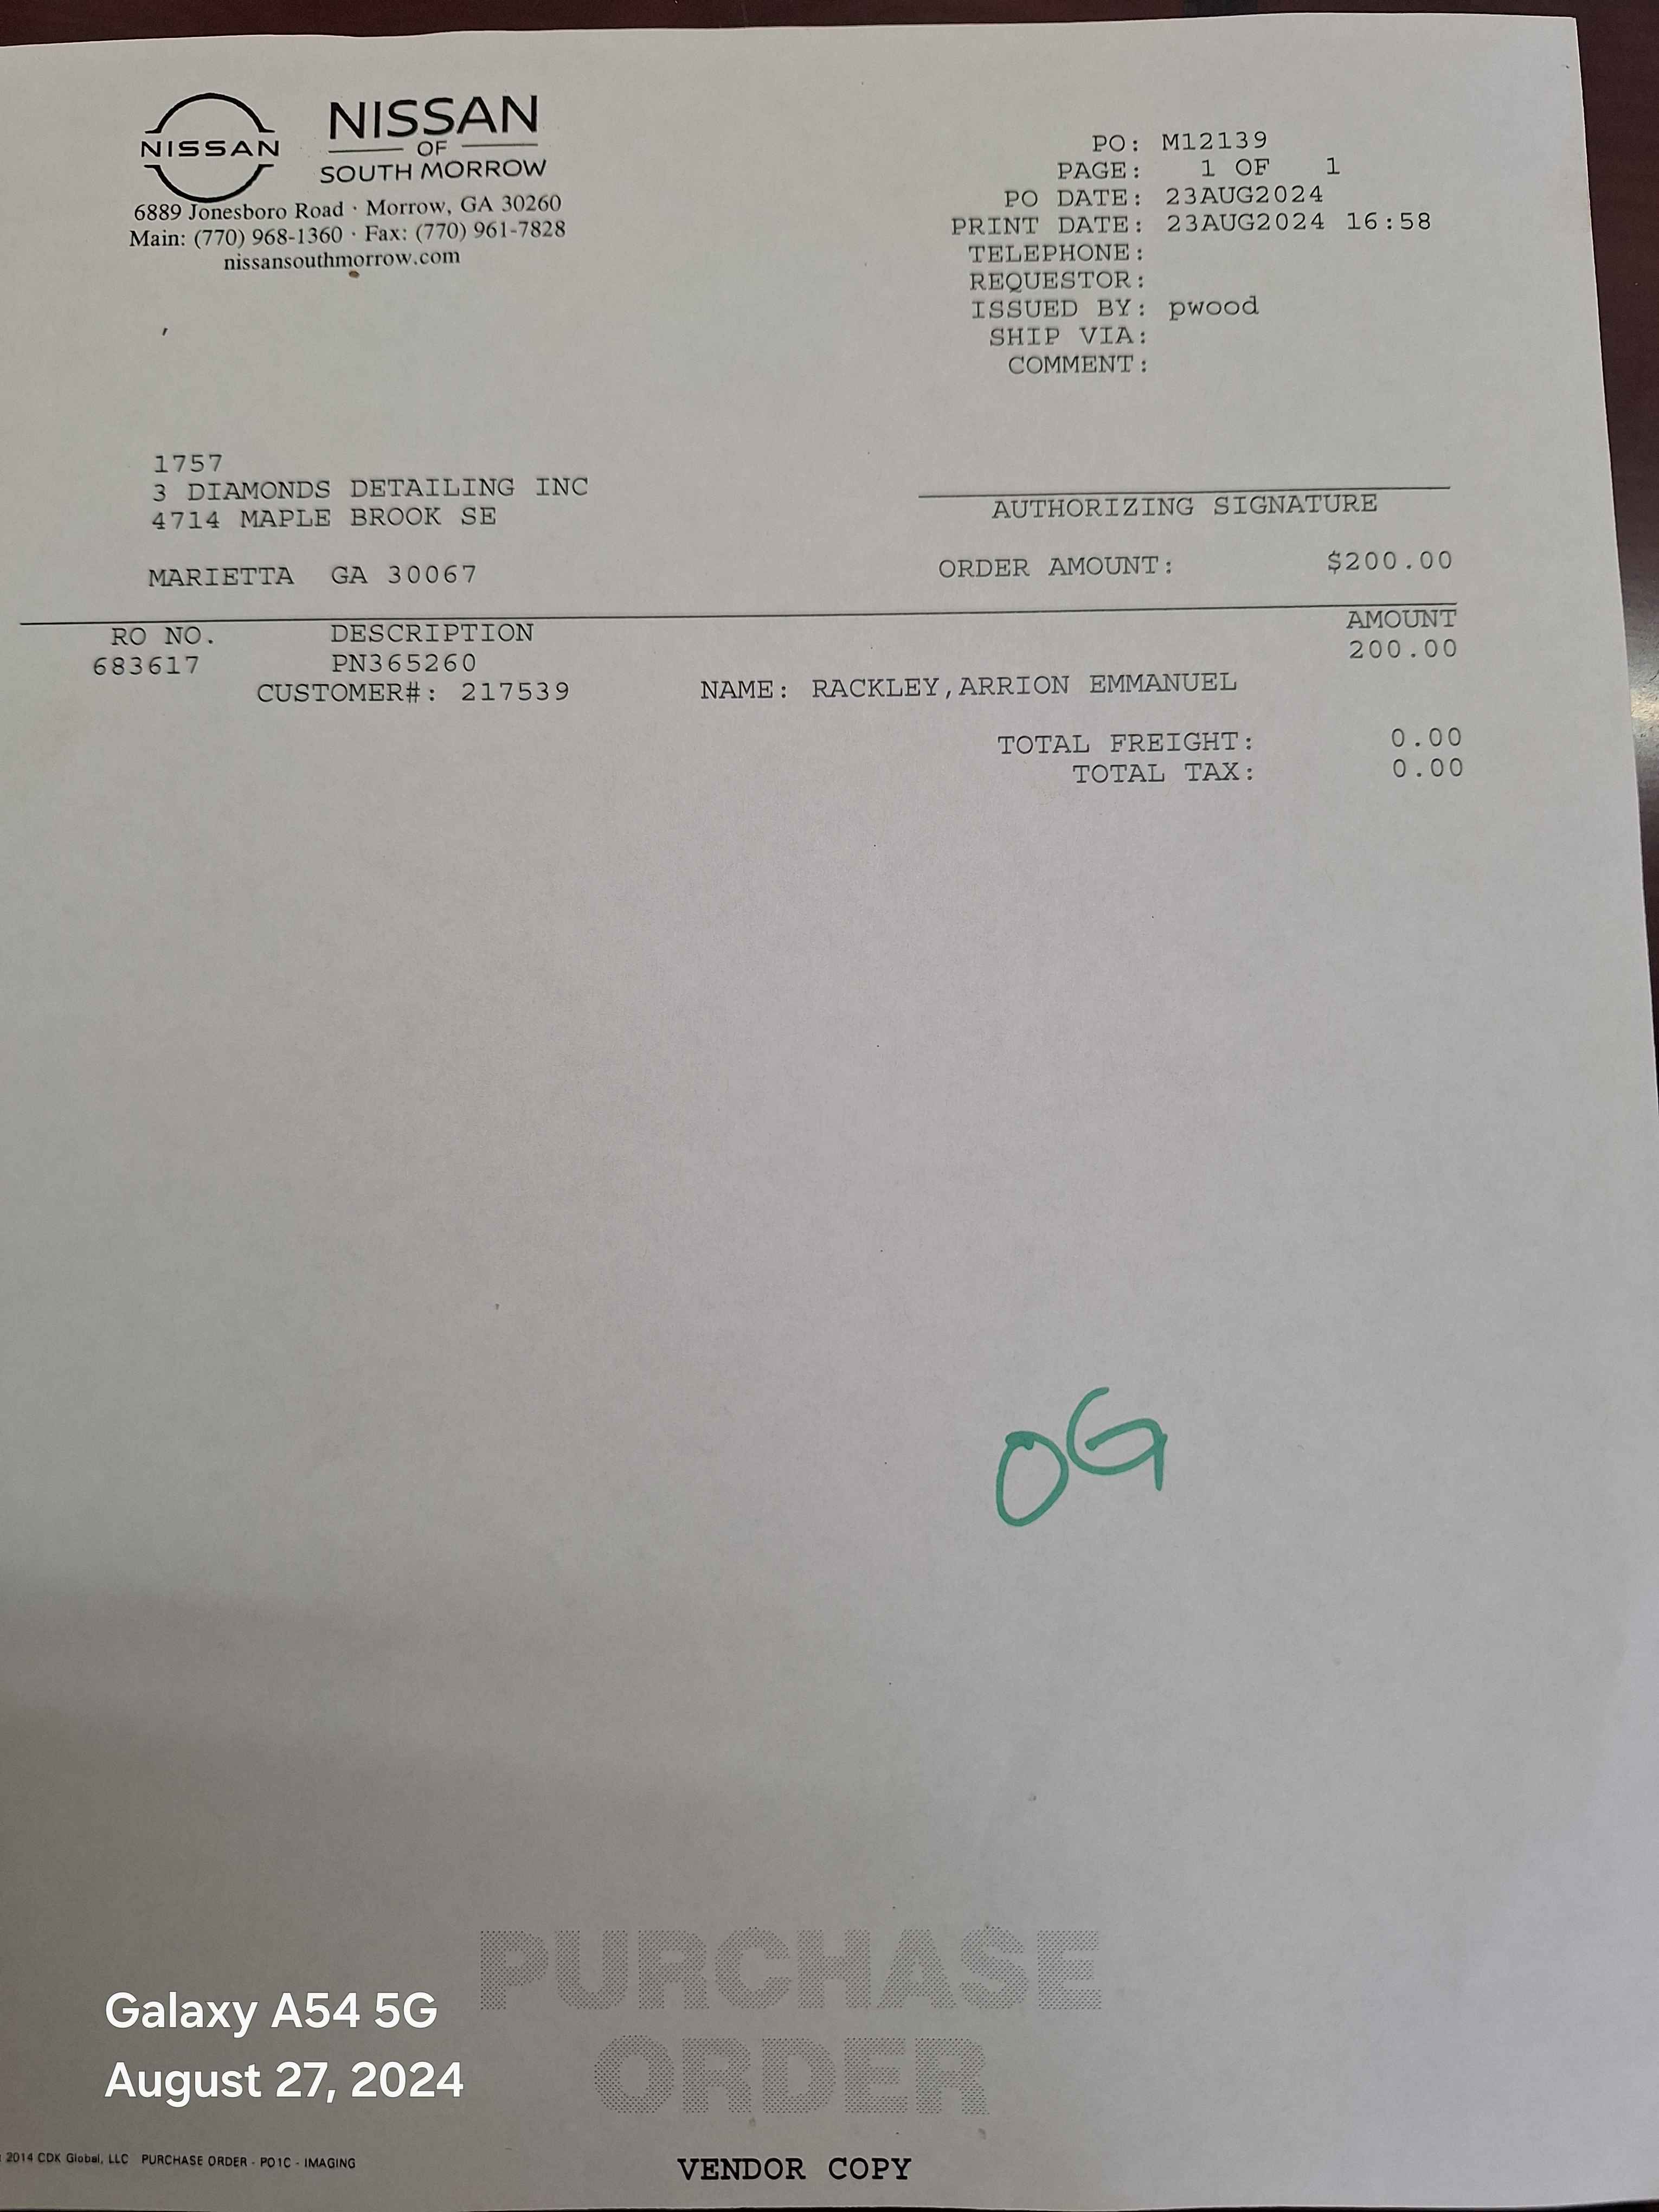 NISSAN
NISSAN
OF
SOUTH MORROW
6889 Jonesboro Road · Morrow, GA 30260
Main: (770) 968-1360 · Fax: (770) 961-7828
nissansouthmorrow.com
PO: M12139
PAGE: 1 OF 1
PO DATE: 23AUG2024
PRINT DATE: 23AUG2024 16:58
TELEPHONE:
REQUESTOR:
ISSUED BY: pwood
SHIP VIA:
COMMENT:
1757
3 DIAMONDS DETAILING INC
4714 MAPLE BROOK SE
MARIETTA GA 30067
AUTHORIZING SIGNATURE
ORDER AMOUNT: $200.00
RO NO. DESCRIPTION AMOUNT
683617 PN365260 200.00
CUSTOMER#: 217539 NAME: RACKLEY,ARRION EMMANUEL
TOTAL FREIGHT: 0.00
TOTAL TAX: 0.00
OG
PURCHASE
ORDER
Galaxy A54 5G
August 27, 2024
2014 CDK Global, LLC PURCHASE ORDER - PO1C - IMAGING
VENDOR COPY